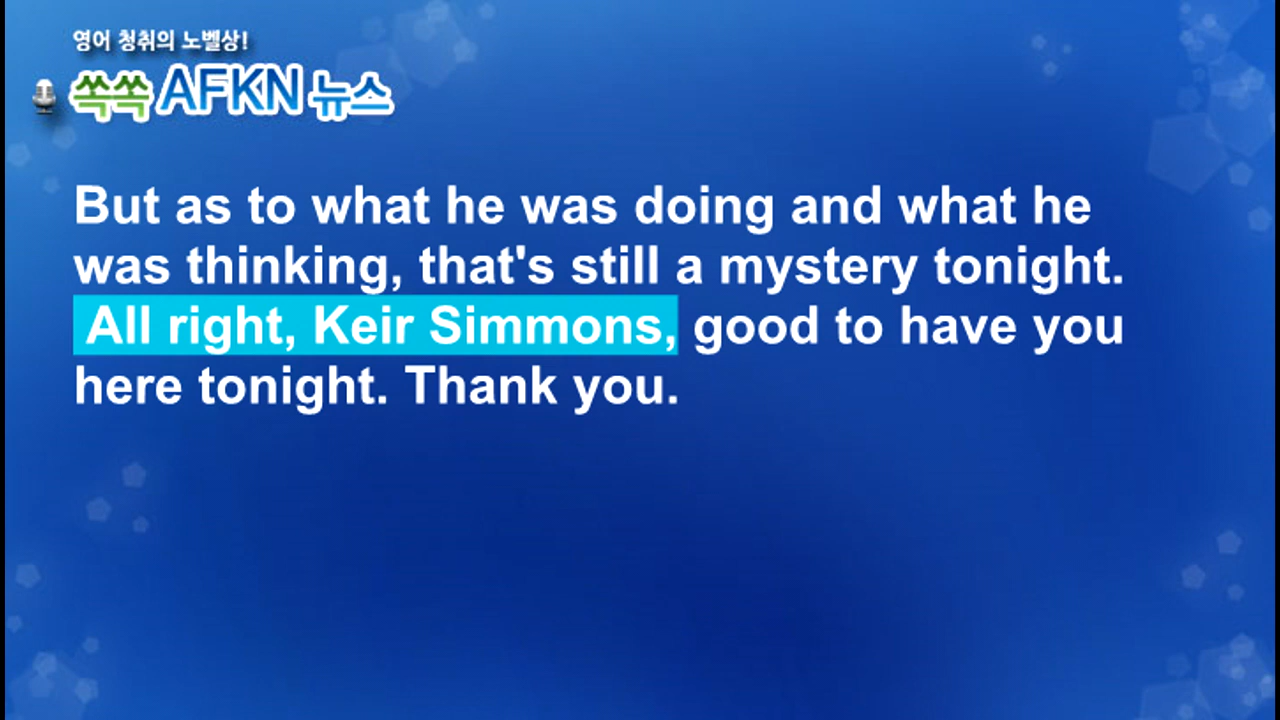 영어 청취의 노벨상!
쏙쏙 AFKN 뉴스
But as to what he was doing and what he
was thinking, that's still a mystery tonight.
All right, Keir Simmons, good to have you
here tonight. Thank you.